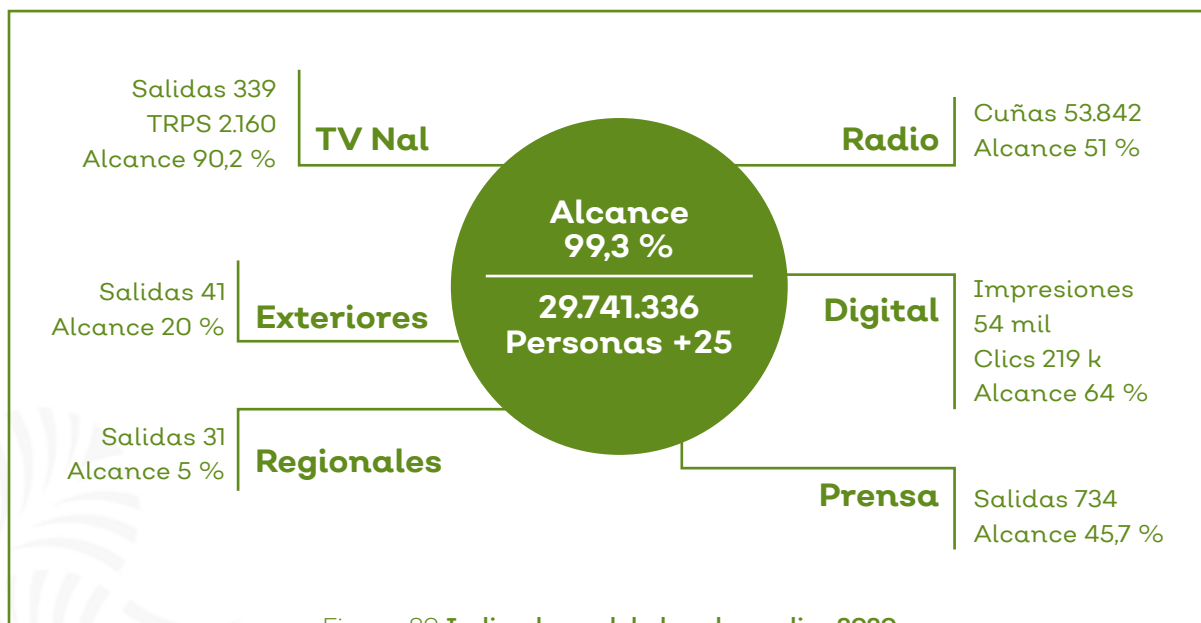 Salidas 339
TRPS 2.160
Alcance 90,2 %
TV Nal
Radio
Cuñas 53.842
Alcance 51 %
Alcance
99,3 %
29.741.336
Personas +25
Salidas 41
Alcance 20 %
Exteriores
Digital
Impresiones
54 mil
Clics 219 k
Alcance 64 %
Salidas 31
Alcance 5 %
Regionales
Prensa
Salidas 734
Alcance 45,7 %